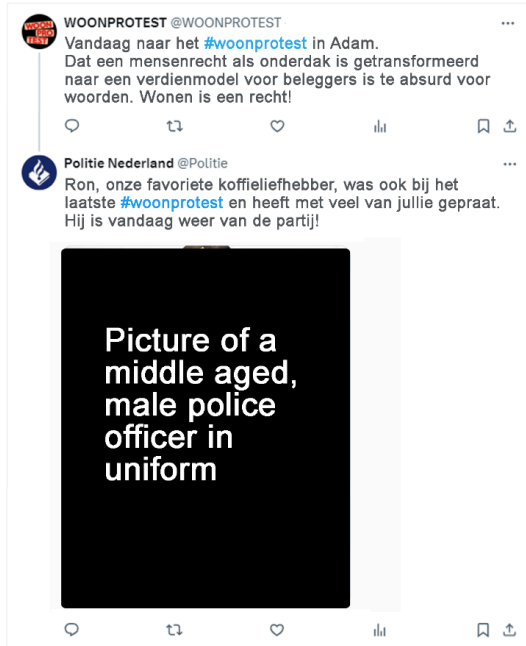 WOON
PRO
TEST
WOONPROTEST @WOONPROTEST
Vandaag naar het #woonprotest in Adam.
Dat een mensenrecht als onderdak is getransformeerd
naar een verdienmodel voor beleggers is te absurd voor
woorden. Wonen is een recht!
Politie Nederland @Politie
Ron, onze favoriete koffieliefhebber, was ook bij het
laatste #woonprotest en heeft met veel van jullie gepraat.
Hij is vandaag weer van de partij!
Picture of a
middle aged,
male police
officer in
uniform